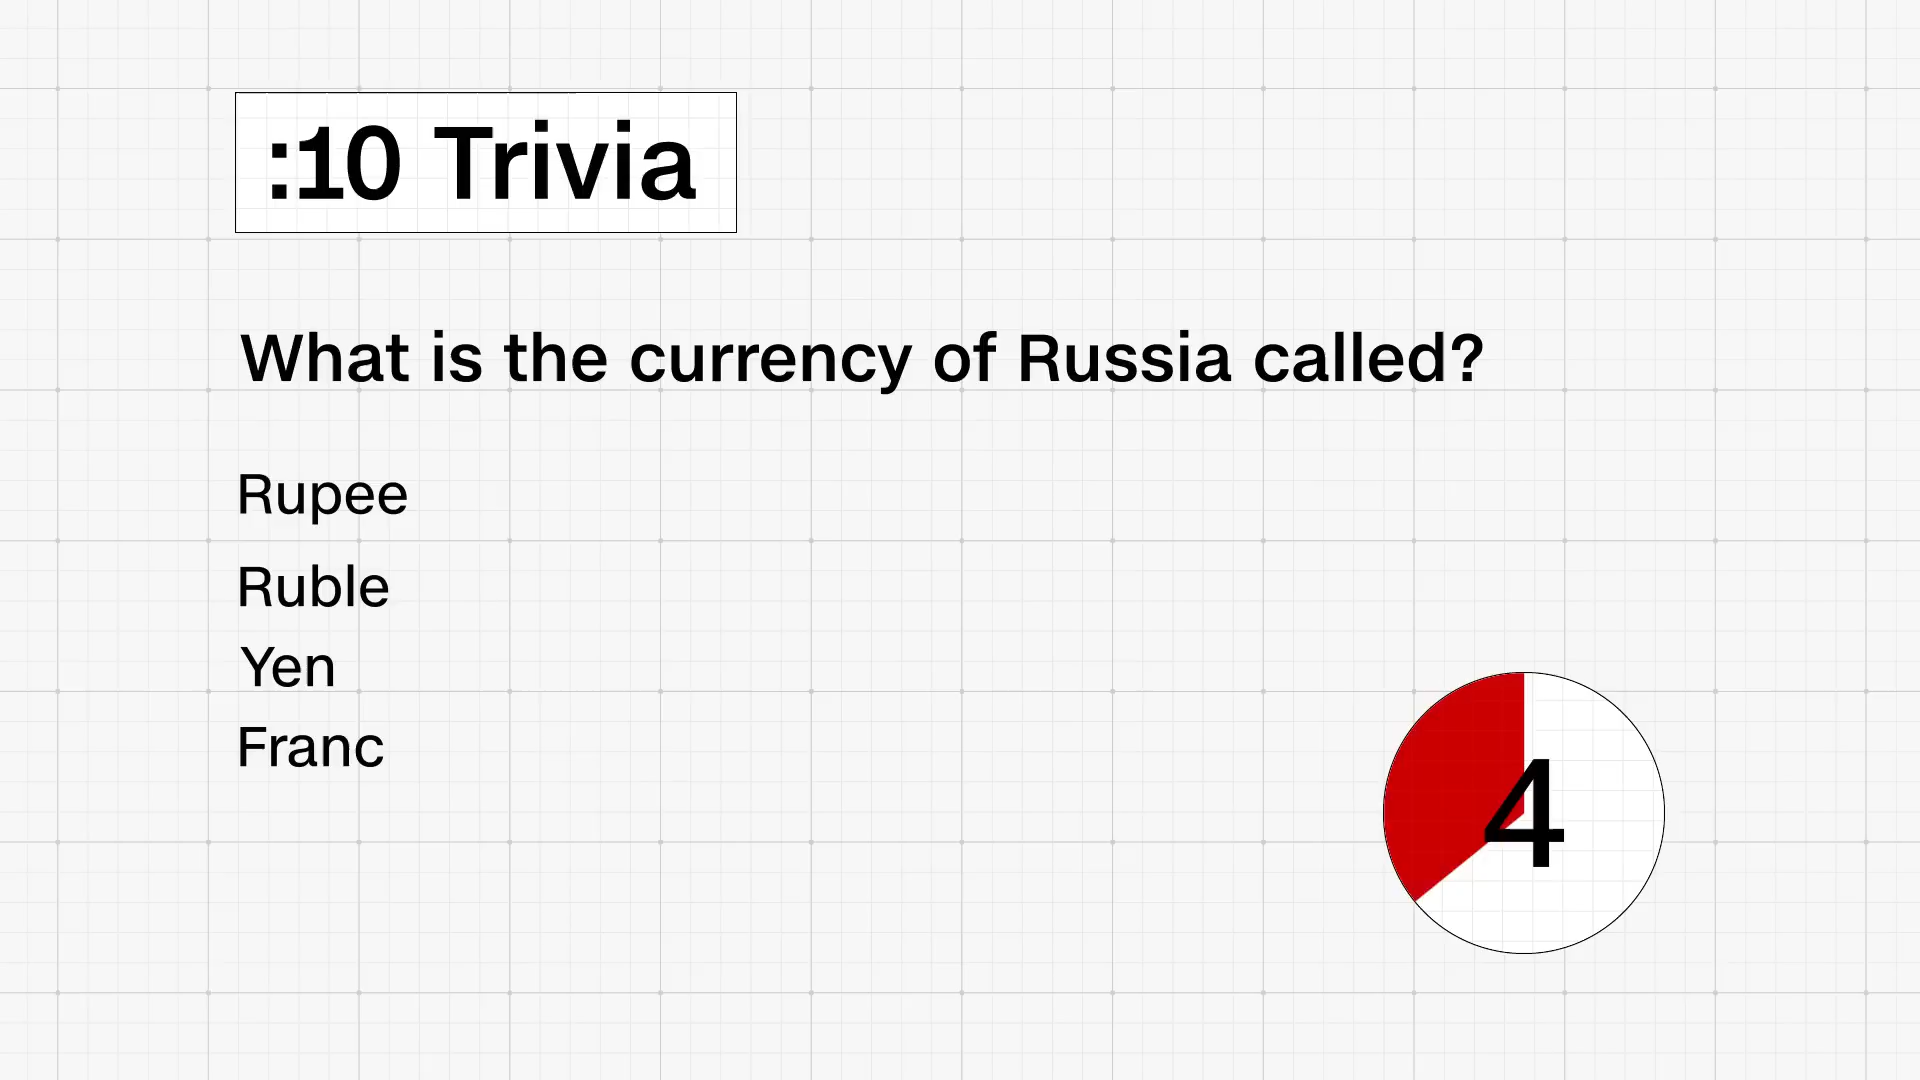 :10 Trivia
What is the currency of Russia called?
Rupee
Ruble
Yen
Franc
4